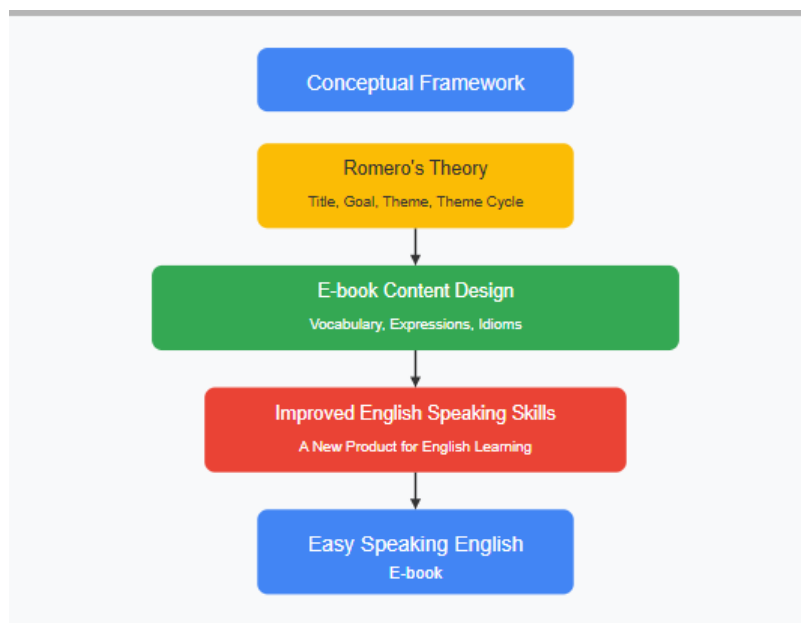 Conceptual Framework
Romero's Theory
Title, Goal, Theme, Theme Cycle
E-book Content Design
Vocabulary, Expressions, Idioms
Improved English Speaking Skills
A New Product for English Learning
Easy Speaking English
E-book